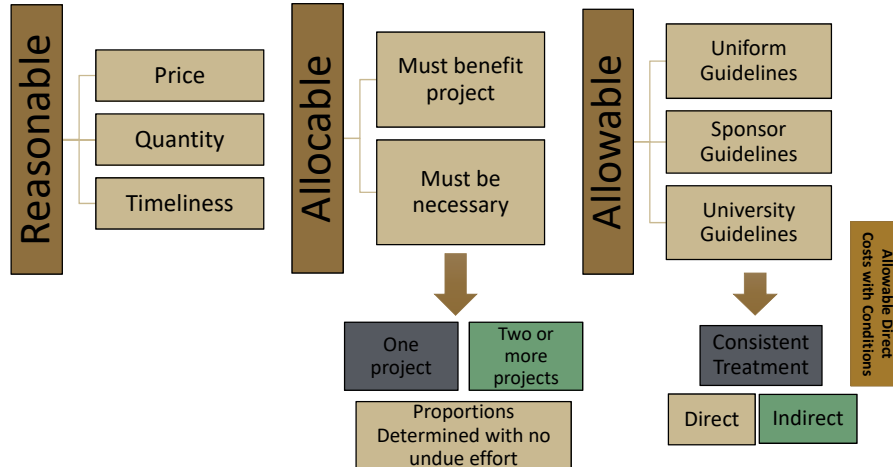 Reasonable
Price
Quantity
Timeliness
Allocable
Must benefit
project
Must be
necessary
One
project
Two or
more
projects
Proportions
Determined with no
undue effort
Allowable
Uniform
Guidelines
Sponsor
Guidelines
University
Guidelines
Consistent
Treatment
Direct
Indirect
Allowable Direct
Costs with Conditions